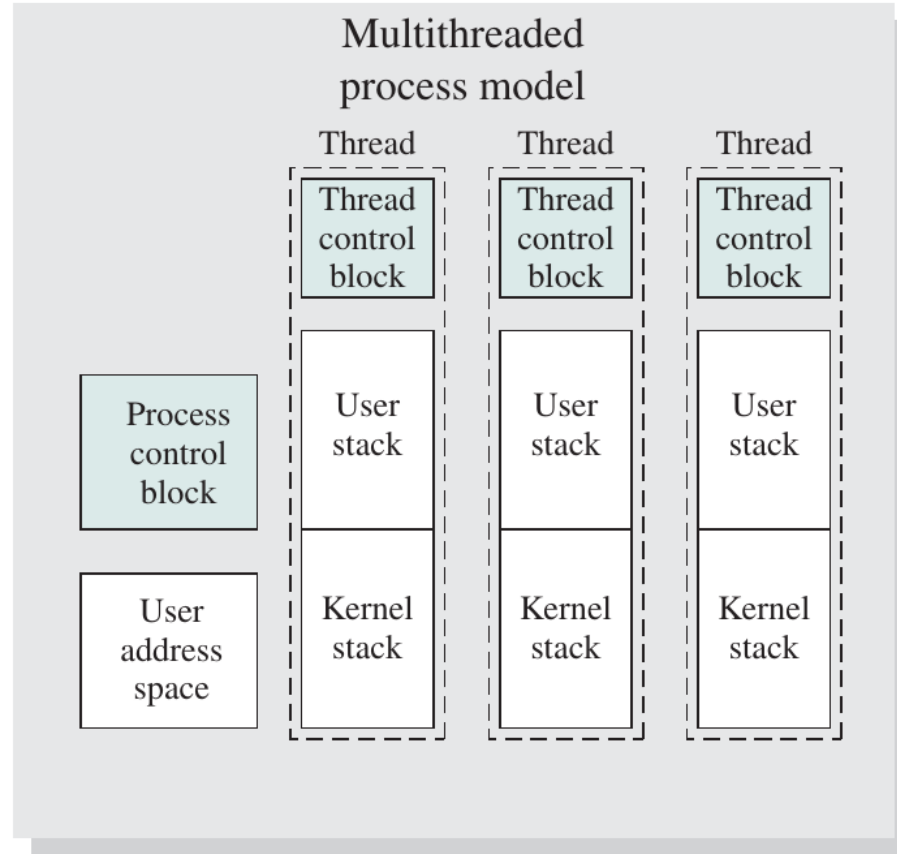 Multithreaded
process model
Thread
Thread
Thread
Thread
control
block
Thread
control
block
Thread
control
block
Process
control
block
User
address
space
User
stack
User
stack
User
stack
Kernel
stack
Kernel
stack
Kernel
stack